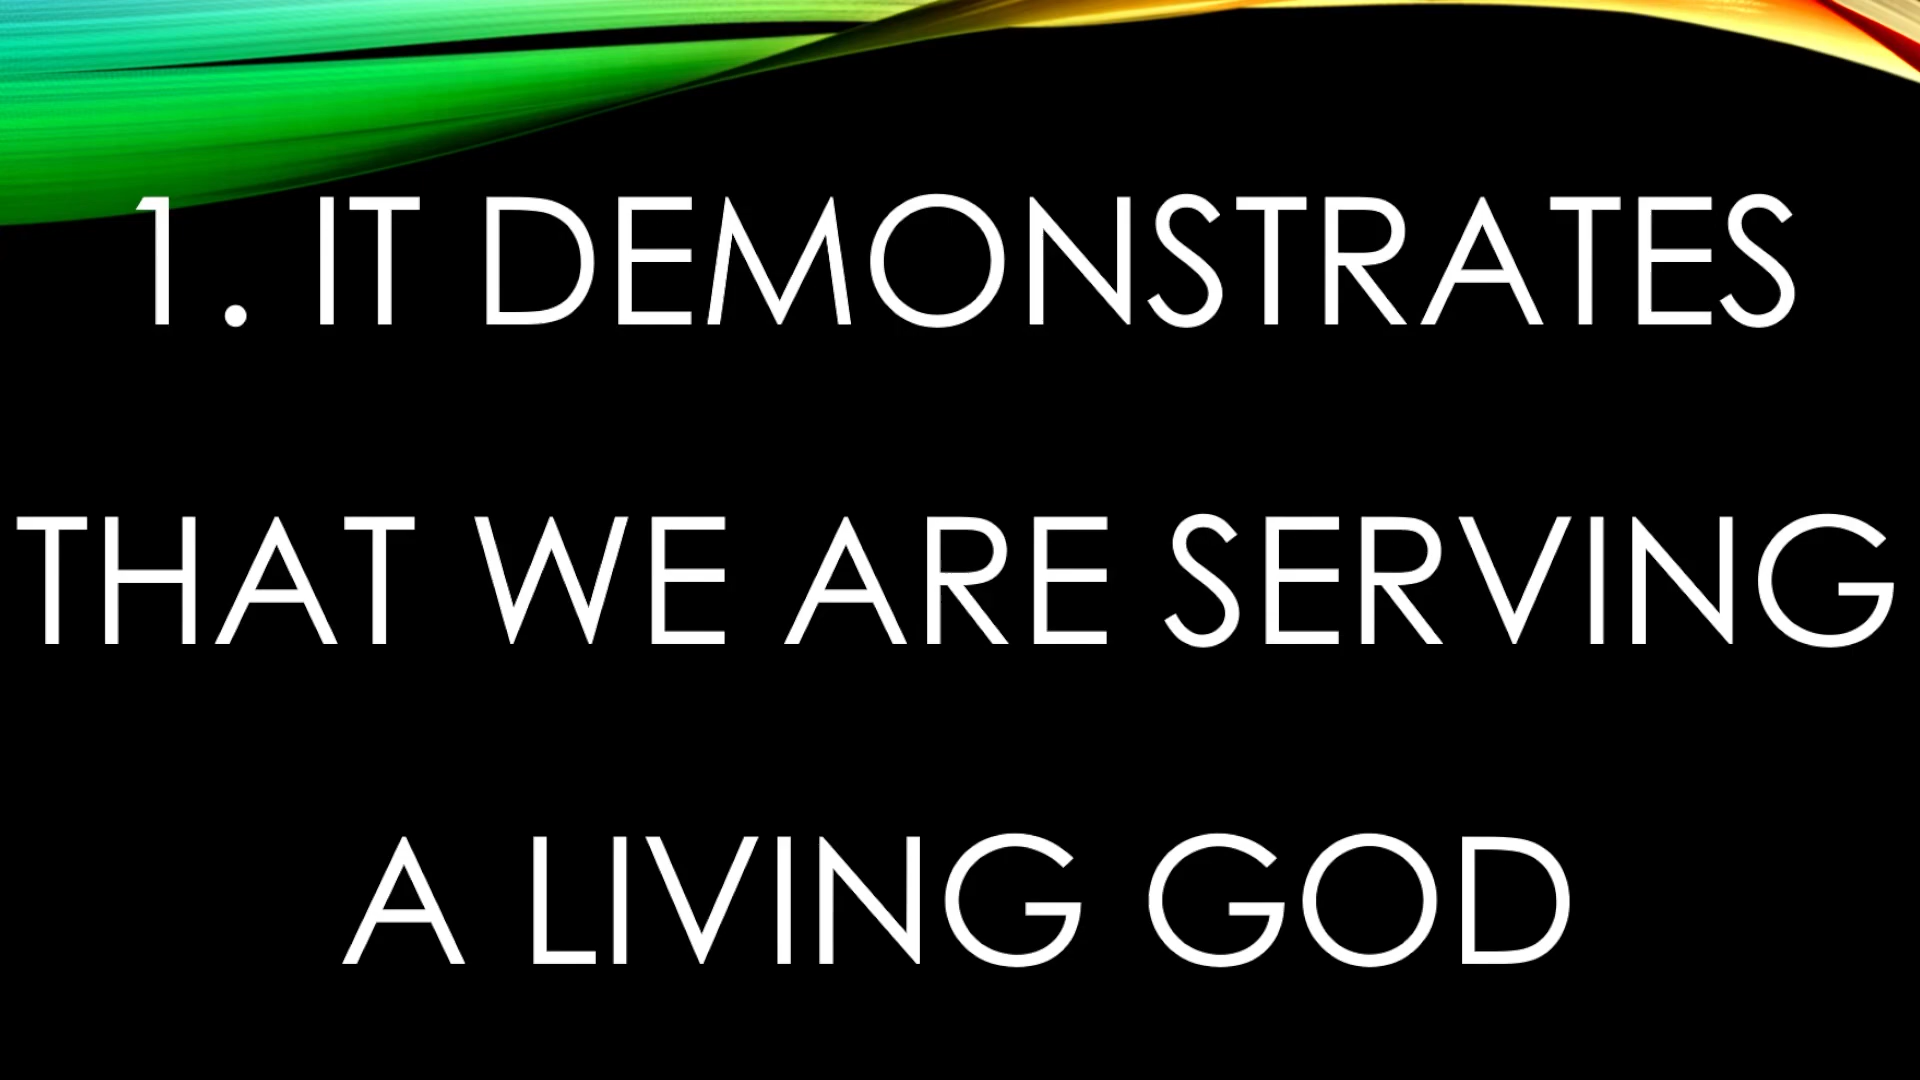 1. IT DEMONSTRATES
THAT WE ARE SERVING
A LIVING GOD